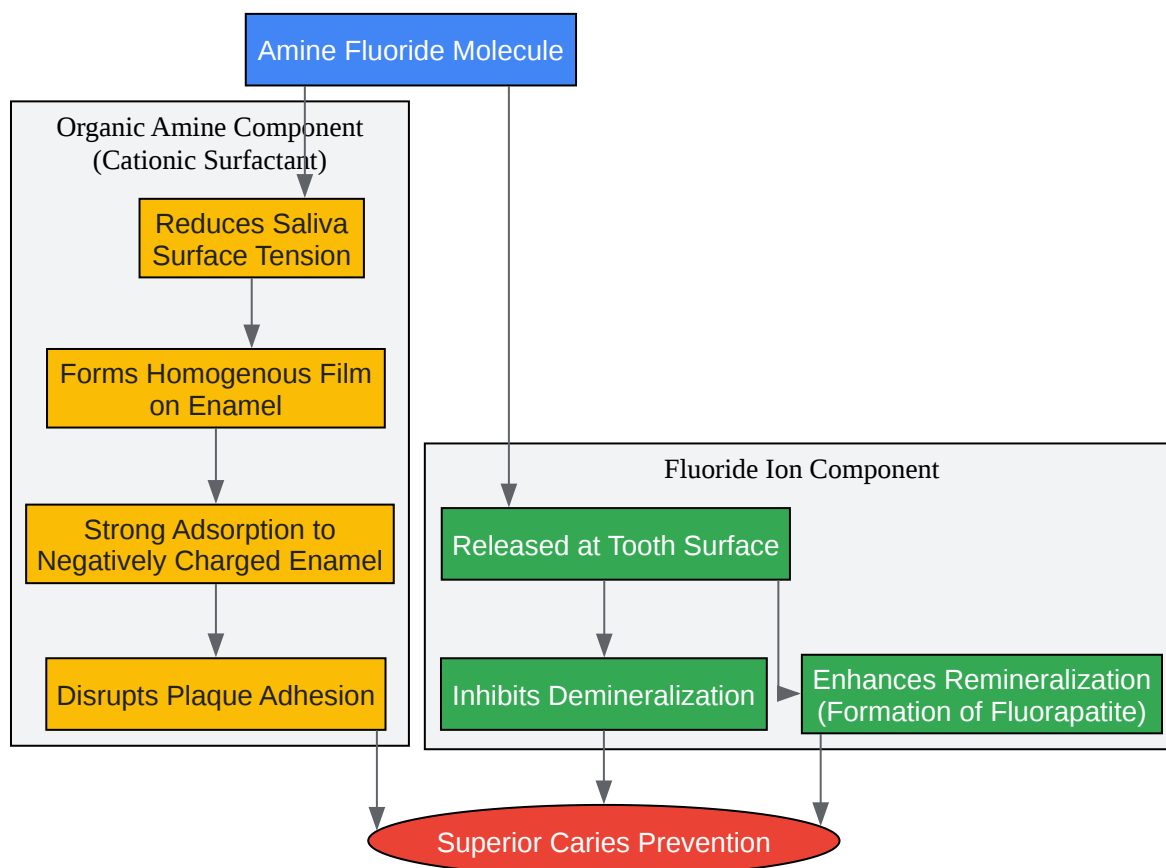 Amine Fluoride Molecule
Organic Amine Component
(Cationic Surfactant)
Reduces Saliva
Surface Tension
Forms Homogenous Film
on Enamel
Strong Adsorption to
Negatively Charged Enamel
Disrupts Plaque Adhesion
Fluoride Ion Component
Released at Tooth Surface
Inhibits Demineralization
Enhances Remineralization
(Formation of Fluorapatite)
Superior Caries Prevention